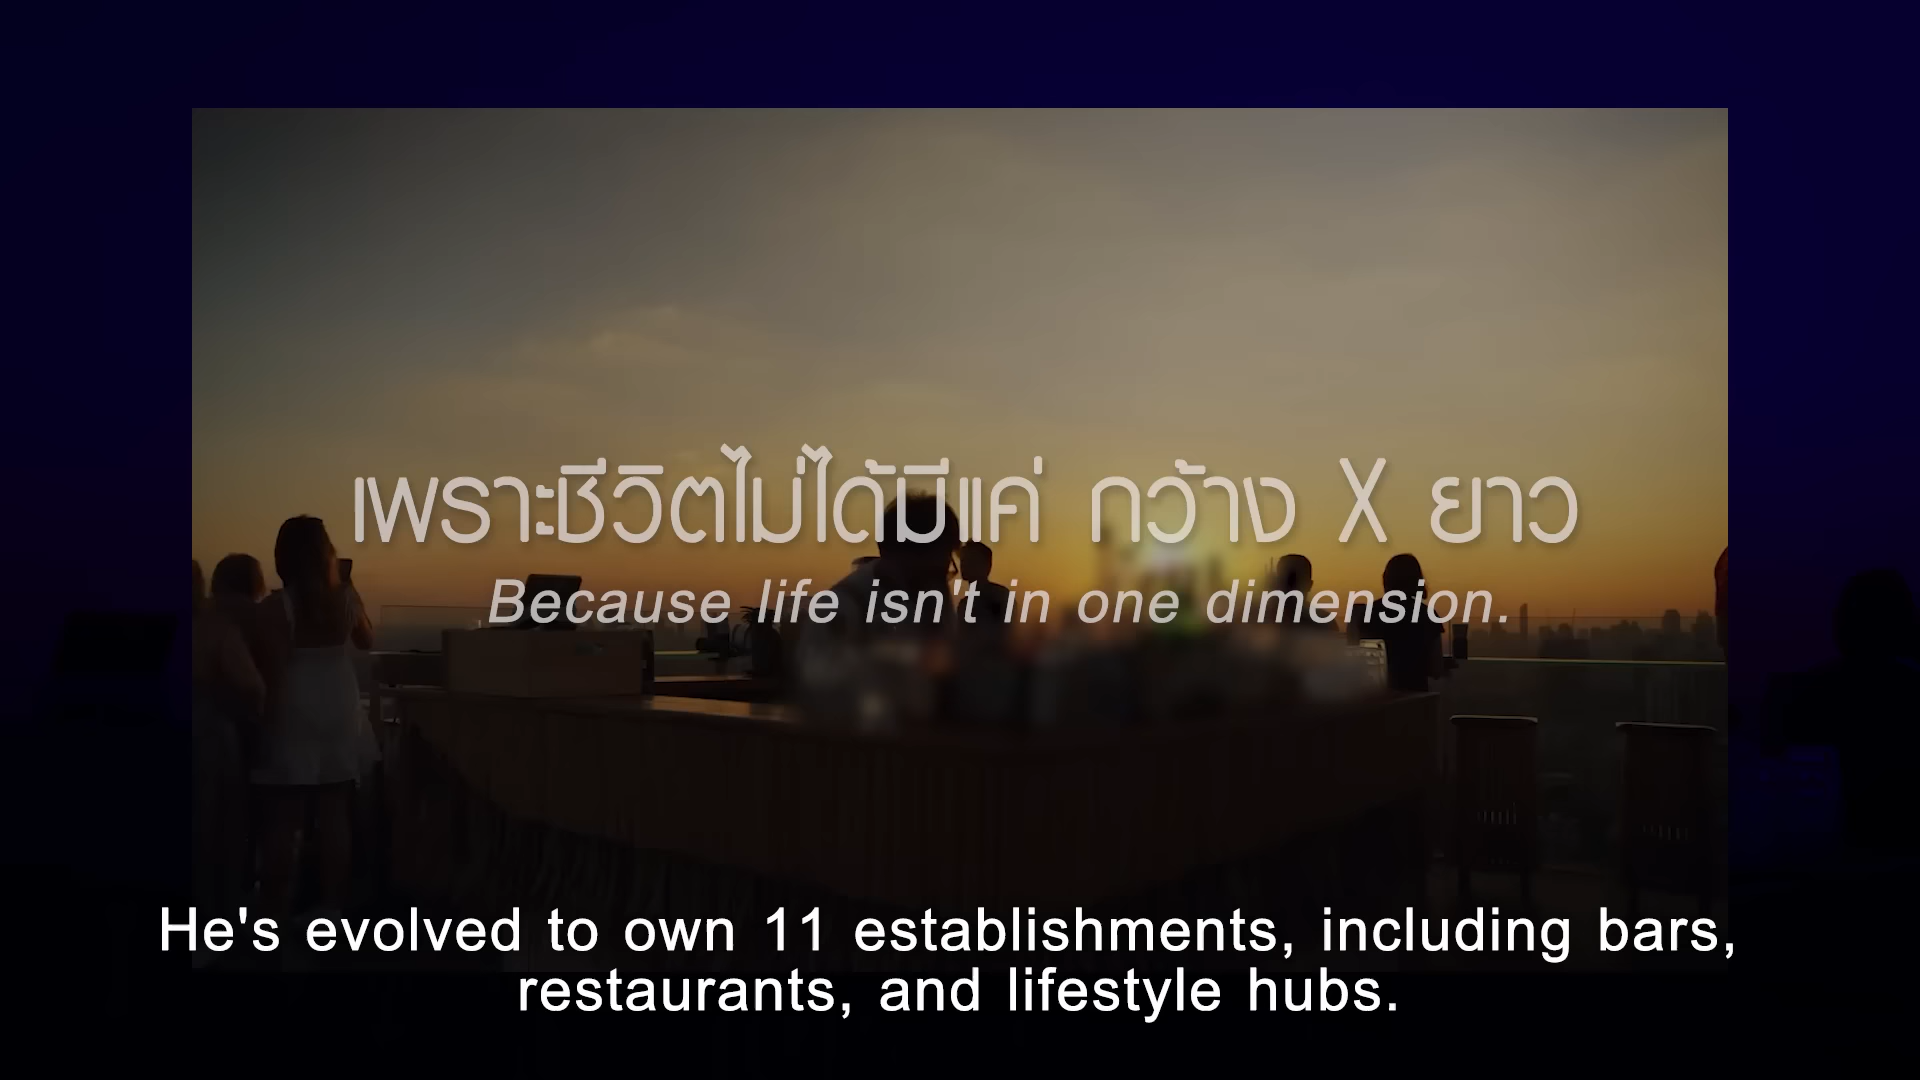 เพราะชีวิตไม่ได้มีแค่ กว้าง X ยาว
Because life isn't in one dimension.
He's evolved to own 11 establishments, including bars,
restaurants, and lifestyle hubs.